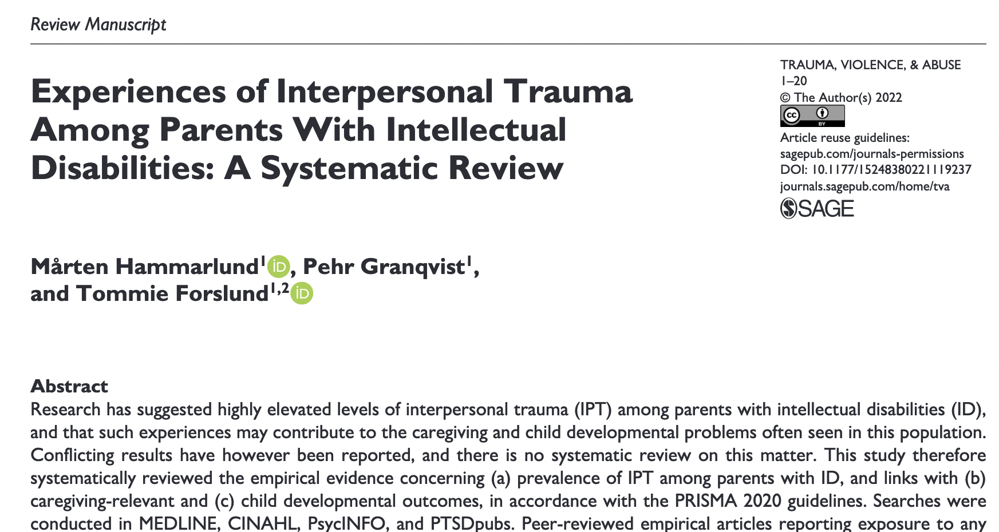 Review Manuscript
Experiences of Interpersonal Trauma
Among Parents With Intellectual
Disabilities: A Systematic Review
TRAUMA, VIOLENCE, & ABUSE
1–20
© The Author(s) 2022
cc BY
Article reuse guidelines:
sagepub.com/journals-permissions
DOI: 10.1177/15248380221119237
journals.sagepub.com/home/tva
SAGE
Mårten Hammarlund1 iD, Pehr Granqvist1,
and Tommie Forslund1,2 iD
Abstract
Research has suggested highly elevated levels of interpersonal trauma (IPT) among parents with intellectual disabilities (ID),
and that such experiences may contribute to the caregiving and child developmental problems often seen in this population.
Conflicting results have however been reported, and there is no systematic review on this matter. This study therefore
systematically reviewed the empirical evidence concerning (a) prevalence of IPT among parents with ID, and links with (b)
caregiving-relevant and (c) child developmental outcomes, in accordance with the PRISMA 2020 guidelines. Searches were
conducted in MEDLINE, CINAHL, PsycINFO, and PTSDpubs. Peer-reviewed empirical articles reporting exposure to any